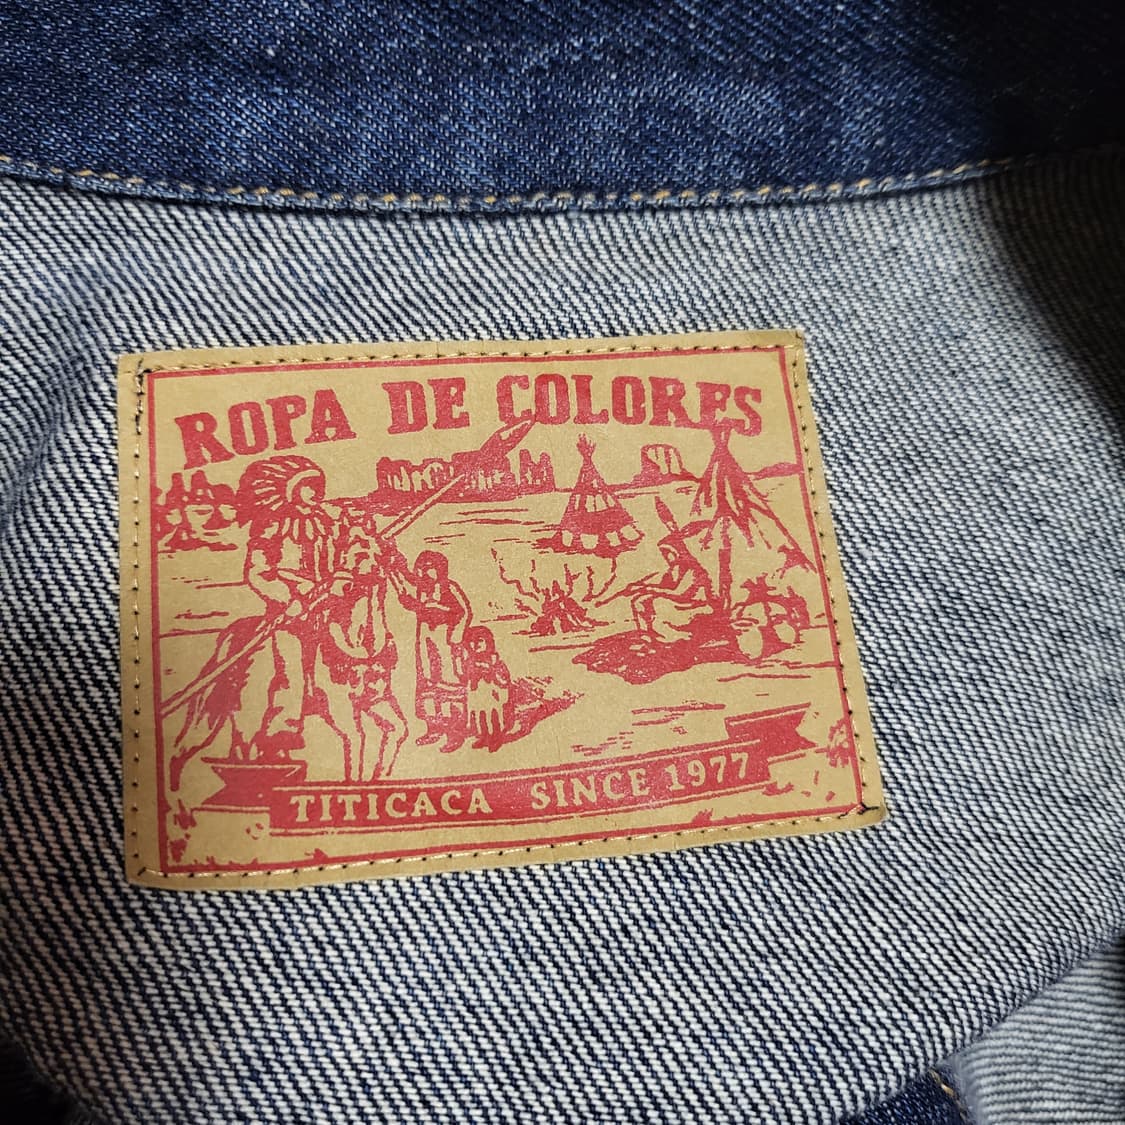 ROPA DE COLORES
TITICACA SINCE 1977